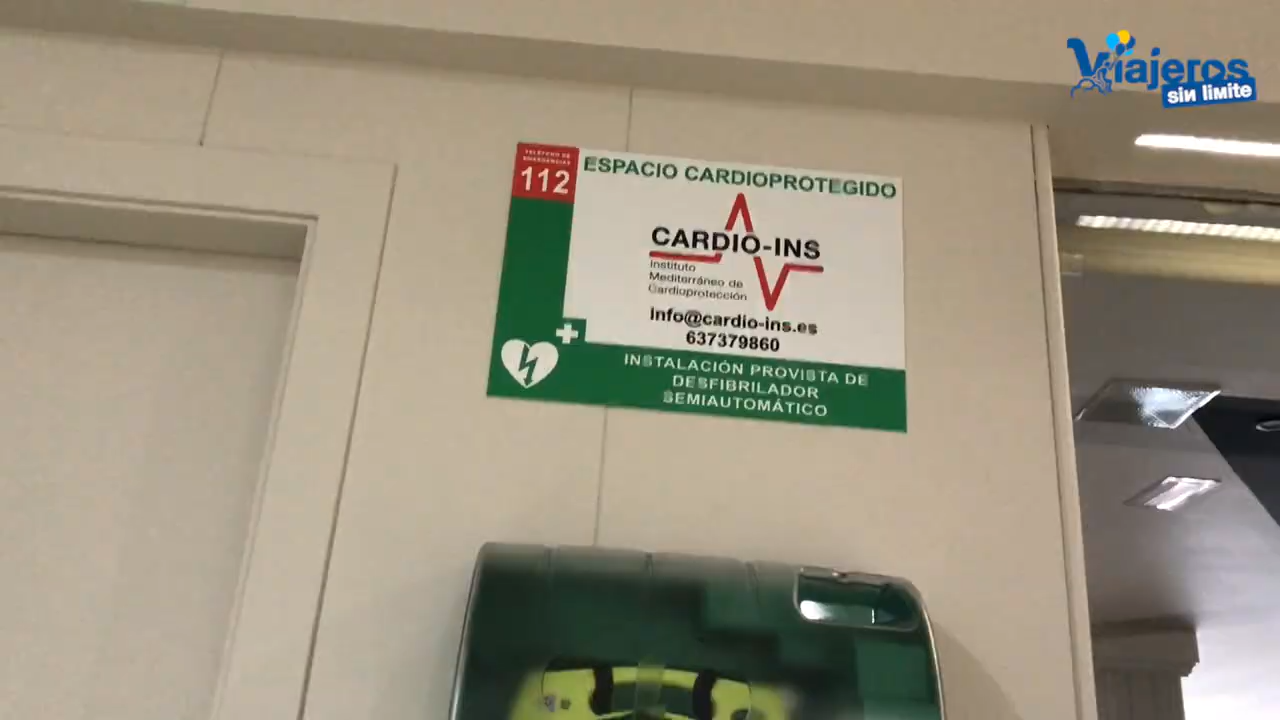 Viajeros
sin limite
TELÉFONO DE
EMERGENCIAS
112
ESPACIO CARDIOPROTEGIDO
CARDIO-INS
Instituto
Mediterráneo de
Cardioprotección
info@cardio-ins.es
637379860
INSTALACIÓN PROVISTA DE
DESFIBRILADOR
SEMIAUTOMÁTICO